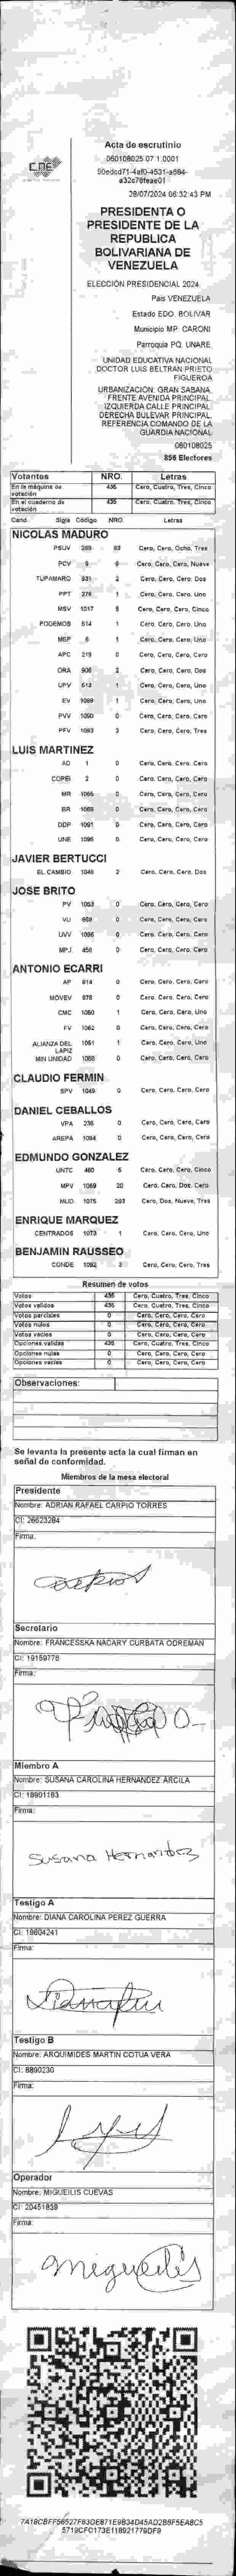 CNE
Acta de escrutinio
060108025 07 1.0001
29/07/2024 06:32:43 PM
PRESIDENTA O
PRESIDENTE DE LA
REPUBLICA
BOLIVARIANA DE
VENEZUELA
ELECCIÓN PRESIDENCIAL 2024
País VENEZUELA
Estado EDO. BOLIVAR
Municipio MP. CARONI
Parroquia PQ. UNARE
UNIDAD EDUCATIVA NACIONAL
DOCTOR LUIS BELTRAN PRIETO
FIGUEROA
URBANIZACION: GRAN SABANA.
FRENTE AVENIDA PRINCIPAL.
IZQUIERDA CALLE PRINCIPAL.
DERECHA BULEVAR PRINCIPAL.
REFERENCIA COMANDO DE LA
GUARDIA NACIONAL
060108025
856 Electores
Votantes NRO. Letras
En la máquina de votación 435 Cero, Cuatro, Tres, Cinco
En el cuaderno de votación 435 Cero, Cuatro, Tres, Cinco
Cand. Sigla Código NRO. Letras
NICOLAS MADURO
PSUV 269 83 Cero, Cero, Ocho, Tres
PCV 9 9 Cero, Cero, Cero, Nueve
TUPAMARO 931 2 Cero, Cero, Cero, Dos
PPT 276 1 Cero, Cero, Cero, Uno
MSV 1017 5 Cero, Cero, Cero, Cinco
PODEMOS 514 1 Cero, Cero, Cero, Uno
MEP 6 1 Cero, Cero, Cero, Uno
APC 219 0 Cero, Cero, Cero, Cero
ORA 906 2 Cero, Cero, Cero, Dos
UPV 513 1 Cero, Cero, Cero, Uno
EV 1089 1 Cero, Cero, Cero, Uno
PVV 1090 0 Cero, Cero, Cero, Cero
PFV 1093 3 Cero, Cero, Cero, Tres
LUIS MARTINEZ
AD 1 0 Cero, Cero, Cero, Cero
COPEI 2 0 Cero, Cero, Cero, Cero
MR 1066 0 Cero, Cero, Cero, Cero
BR 1068 0 Cero, Cero, Cero, Cero
DDP 1091 0 Cero, Cero, Cero, Cero
UNE 1095 0 Cero, Cero, Cero, Cero
JAVIER BERTUCCI
EL CAMBIO 1048 2 Cero, Cero, Cero, Dos
JOSE BRITO
PV 1053 0 Cero, Cero, Cero, Cero
VU 969 0 Cero, Cero, Cero, Cero
UVV 1096 0 Cero, Cero, Cero, Cero
MPJ 458 0 Cero, Cero, Cero, Cero
ANTONIO ECARRI
AP 914 0 Cero, Cero, Cero, Cero
MOVEV 978 0 Cero, Cero, Cero, Cero
CMC 1050 1 Cero, Cero, Cero, Uno
FV 1062 0 Cero, Cero, Cero, Cero
ALIANZA DEL LAPIZ 1051 1 Cero, Cero, Cero, Uno
MIN UNIDAD 1058 0 Cero, Cero, Cero, Cero
CLAUDIO FERMIN
SPV 1049 0 Cero, Cero, Cero, Cero
DANIEL CEBALLOS
VPA 236 0 Cero, Cero, Cero, Cero
AREPA 1094 0 Cero, Cero, Cero, Cero
EDMUNDO GONZALEZ
UNTC 460 5 Cero, Cero, Cero, Cinco
MPV 1069 20 Cero, Cero, Dos, Cero
MUD 1075 293 Cero, Dos, Nueve, Tres
ENRIQUE MARQUEZ
CENTRADOS 1073 1 Cero, Cero, Cero, Uno
BENJAMIN RAUSSEO
CONDE 1092 3 Cero, Cero, Cero, Tres
Resumen de votos
Votos 435 Cero, Cuatro, Tres, Cinco
Votos válidos 435 Cero, Cuatro, Tres, Cinco
Votos parciales 0 Cero, Cero, Cero, Cero
Votos nulos 0 Cero, Cero, Cero, Cero
Votos vacíos 0 Cero, Cero, Cero, Cero
Opciones válidas 435 Cero, Cuatro, Tres, Cinco
Opciones nulas 0 Cero, Cero, Cero, Cero
Opciones vacías 0 Cero, Cero, Cero, Cero
Observaciones:
Se levanta la presente acta la cual firman en
señal de conformidad.
Miembros de la mesa electoral
Presidente
Nombre: ADRIAN RAFAEL CARPIO TORRES
CI: 26623284
Firma:
Secretario
Nombre: FRANCESSKA NACARY CURBATA ODREMAN
CI: 19159776
Firma:
Miembro A
Nombre: SUSANA CAROLINA HERNANDEZ ARCILA
CI: 18901183
Firma:
Susana Hernandez
Testigo A
Nombre: DIANA CAROLINA PEREZ GUERRA
CI: 18804241
Firma:
Testigo B
Nombre: ARQUIMIDES MARTIN COTUA VERA
CI: 8890230
Firma:
Operador
Nombre: MIGUEILIS CUEVAS
CI: 20451839
Firma:
Migueilis